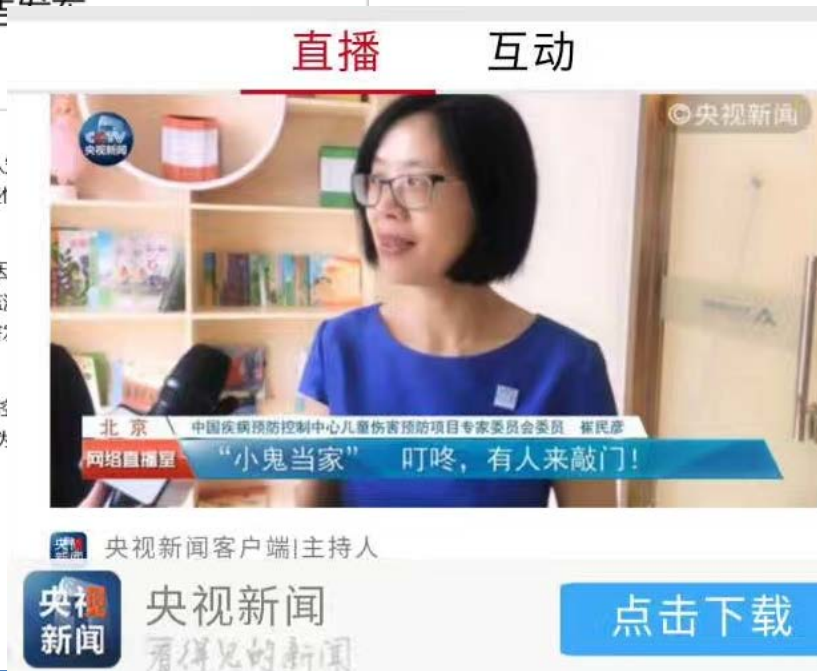 直播 互动
©央视新闻
CCTV
央视新闻
北京 中国疾病预防控制中心儿童伤害预防项目专家委员会委员 崔民彦
网络直播室 “小鬼当家” 叮咚，有人来敲门！
央视新闻客户端|主持人
央视新闻
央视新闻
看得见的新闻
点击下载